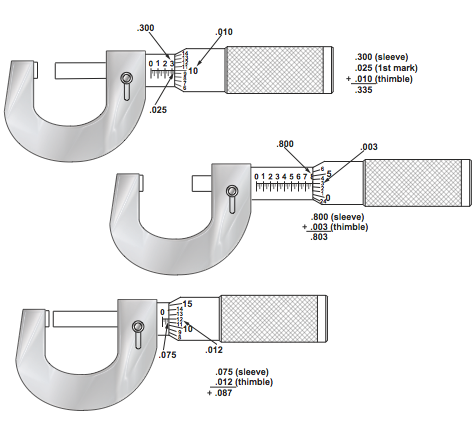 .300
.010
0 1 2 3
10
.025
.300 (sleeve)
.025 (1st mark)
+ .010 (thimble)
.335
.800
.003
0 1 2 3 4 5 6 7
5
0
.800 (sleeve)
+ .003 (thimble)
.803
0
15
10
.075
.012
.075 (sleeve)
.012 (thimble)
+ .087